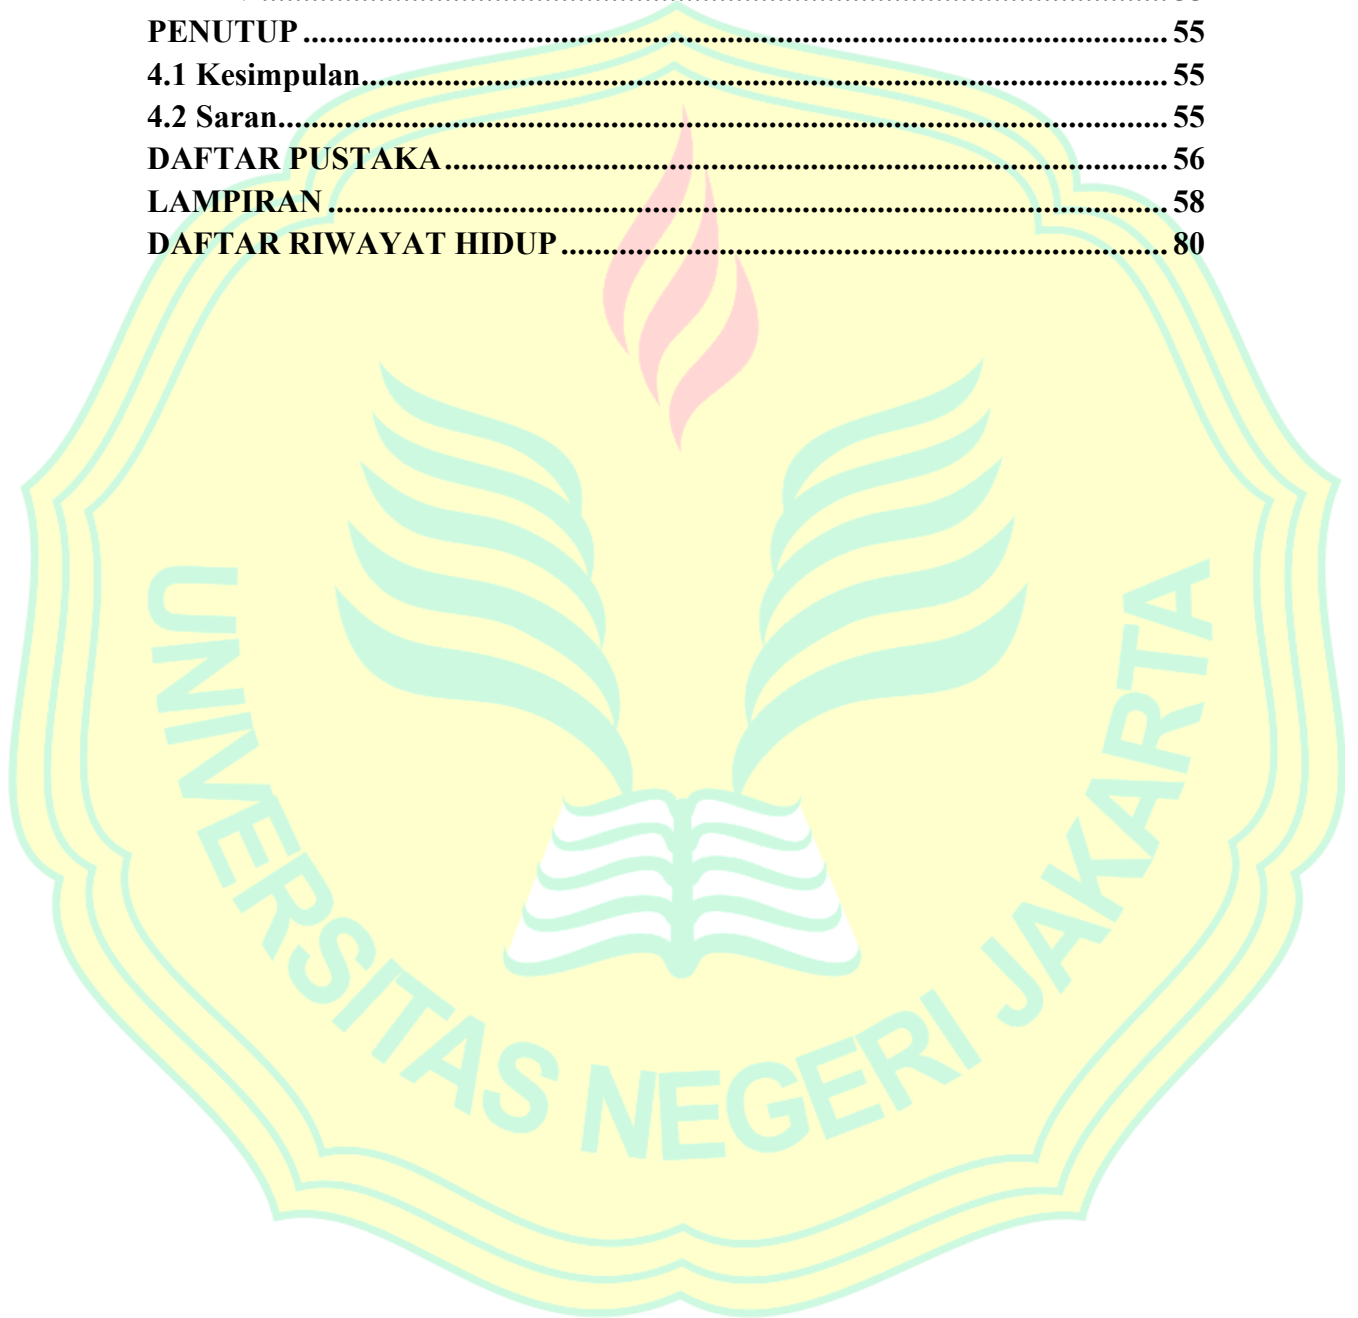 PENUTUP ........................................................................................................ 55
4.1 Kesimpulan................................................................................................. 55
4.2 Saran........................................................................................................... 55
DAFTAR PUSTAKA....................................................................................... 56
LAMPIRAN ..................................................................................................... 58
DAFTAR RIWAYAT HIDUP......................................................................... 80
UNIVERSITAS NEGERI JAKARTA